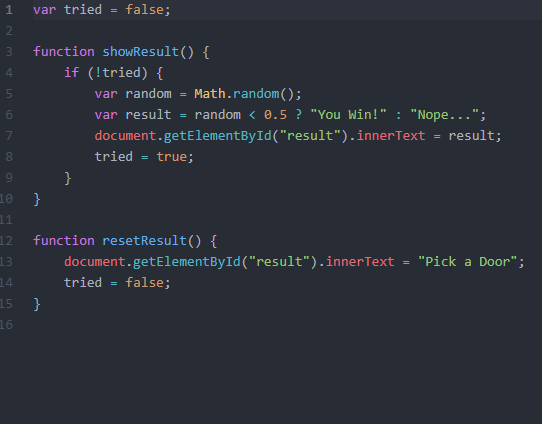 1 var tried = false;
2
3 function showResult() {
4     if (!tried) {
5         var random = Math.random();
6         var result = random < 0.5 ? "You Win!" : "Nope...";
7         document.getElementById("result").innerText = result;
8         tried = true;
9     }
10 }
11
12 function resetResult() {
13     document.getElementById("result").innerText = "Pick a Door";
14     tried = false;
15 }
16